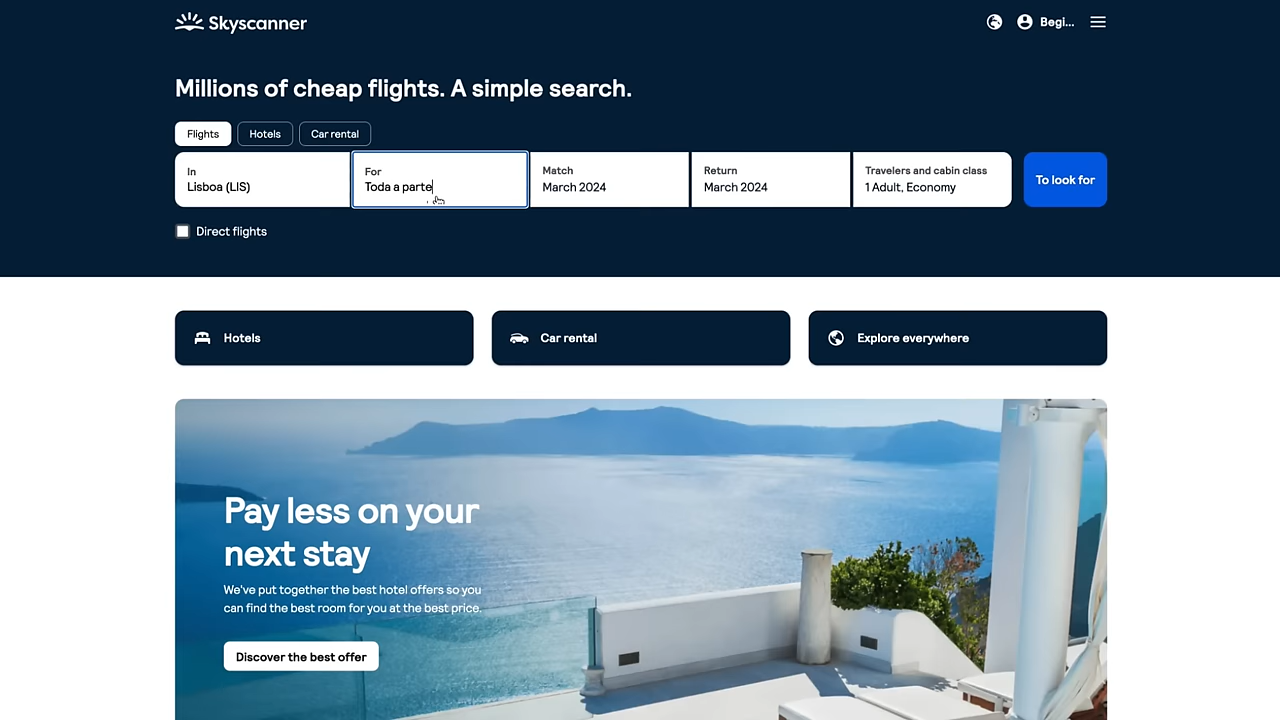 Skyscanner
Begi...
Millions of cheap flights. A simple search.
Flights
Hotels
Car rental
In
Lisboa (LIS)
For
Toda a parte
Match
March 2024
Return
March 2024
Travelers and cabin class
1 Adult, Economy
To look for
Direct flights
Hotels
Car rental
Explore everywhere
Pay less on your
next stay
We've put together the best hotel offers so you
can find the best room for you at the best price.
Discover the best offer